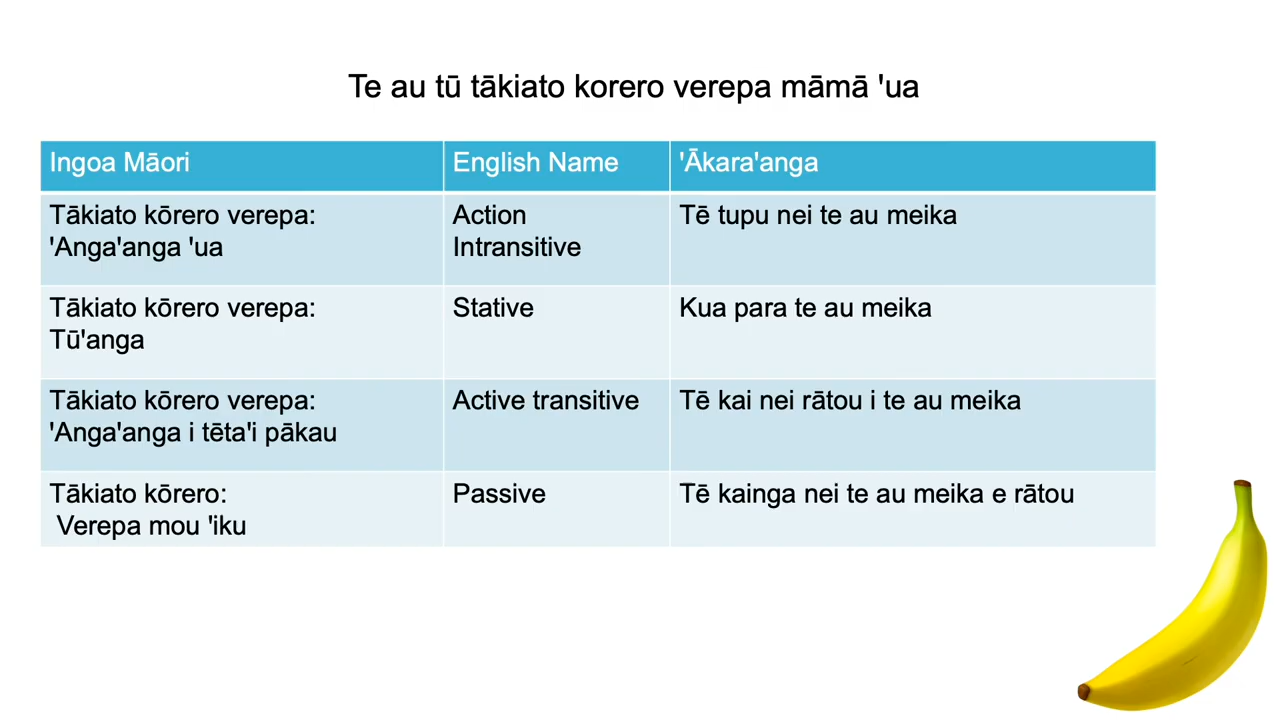 Te au tū tākiato korero verepa māmā 'ua
Ingoa Māori
English Name
'Ākara'anga
Tākiato kōrero verepa:
'Anga'anga 'ua
Action
Intransitive
Tē tupu nei te au meika
Tākiato kōrero verepa:
Tū'anga
Stative
Kua para te au meika
Tākiato kōrero verepa:
'Anga'anga i tēta'i pākau
Active transitive
Tē kai nei rātou i te au meika
Tākiato kōrero:
Verepa mou 'iku
Passive
Tē kainga nei te au meika e rātou